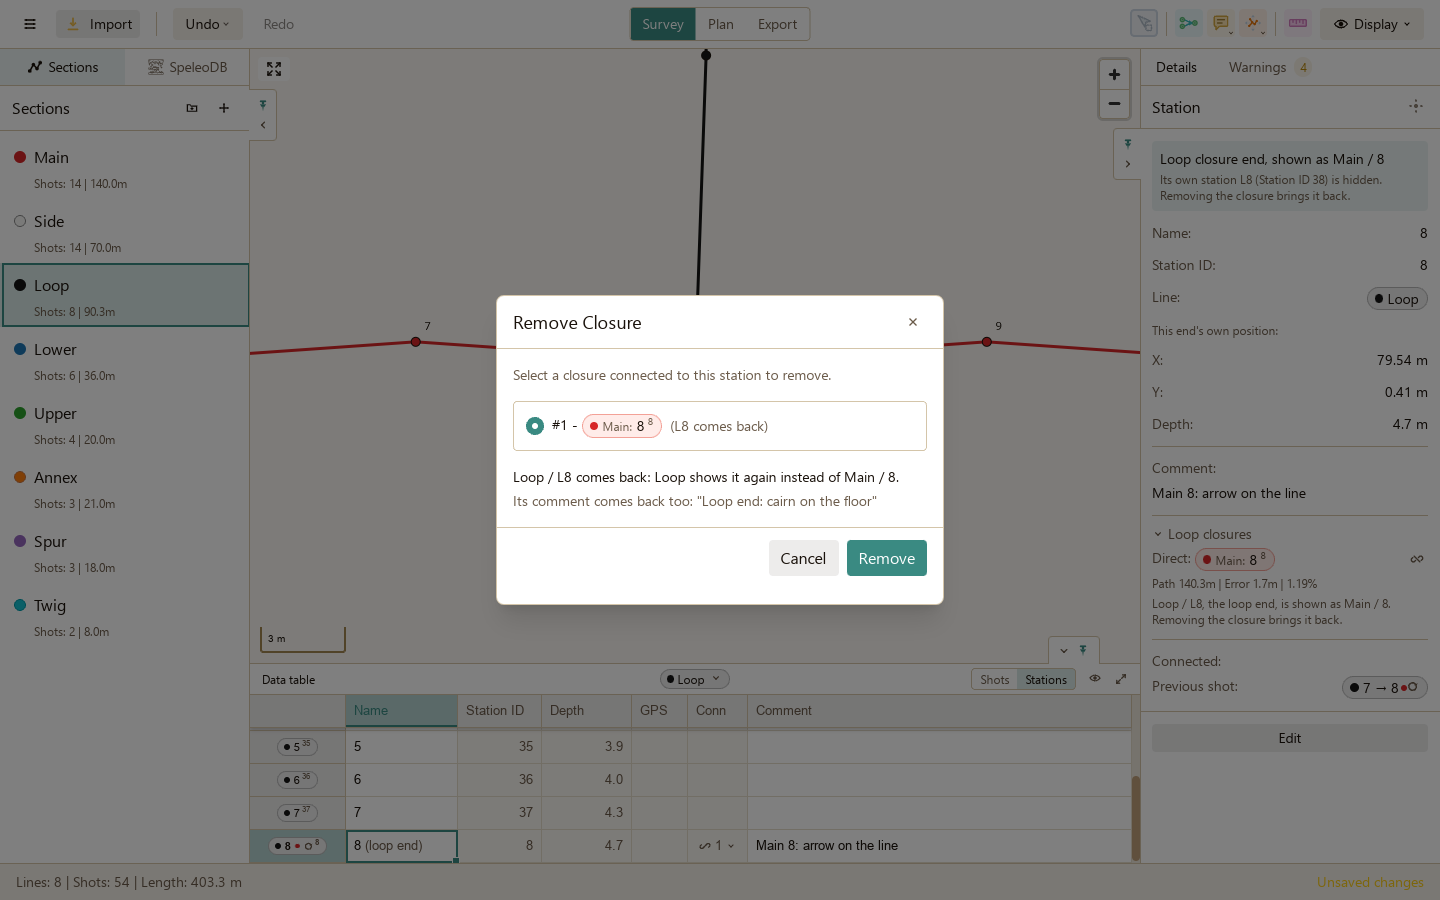 Import
Undo
Redo
Survey
Plan
Export
Display
Sections
SpeleoDB
Details
Warnings 4
Sections
Station
Main
Shots: 14 | 140.0m
Side
Shots: 14 | 70.0m
Loop
Shots: 8 | 90.3m
Lower
Shots: 6 | 36.0m
Upper
Shots: 4 | 20.0m
Annex
Shots: 3 | 21.0m
Spur
Shots: 3 | 18.0m
Twig
Shots: 2 | 8.0m
7
9
3 m
Remove Closure
Select a closure connected to this station to remove.
#1 - Main: 8 8 (L8 comes back)
Loop / L8 comes back: Loop shows it again instead of Main / 8.
Its comment comes back too: "Loop end: cairn on the floor"
Cancel
Remove
Loop closure end, shown as Main / 8
Its own station L8 (Station ID 38) is hidden.
Removing the closure brings it back.
Name: 8
Station ID: 8
Line: Loop
This end's own position:
X: 79.54 m
Y: 0.41 m
Depth: 4.7 m
Comment:
Main 8: arrow on the line
Loop closures
Direct: Main: 8 8
Path 140.3m | Error 1.7m | 1.19%
Loop / L8, the loop end, is shown as Main / 8.
Removing the closure brings it back.
Connected:
Previous shot: 7 → 8
Edit
Data table
Loop
Shots
Stations
Name Station ID Depth GPS Conn Comment
5 35 5 35 3.9
6 36 6 36 4.0
7 37 7 37 4.3
8 8 8 (loop end) 8 4.7 1 Main 8: arrow on the line
Lines: 8 | Shots: 54 | Length: 403.3 m
Unsaved changes